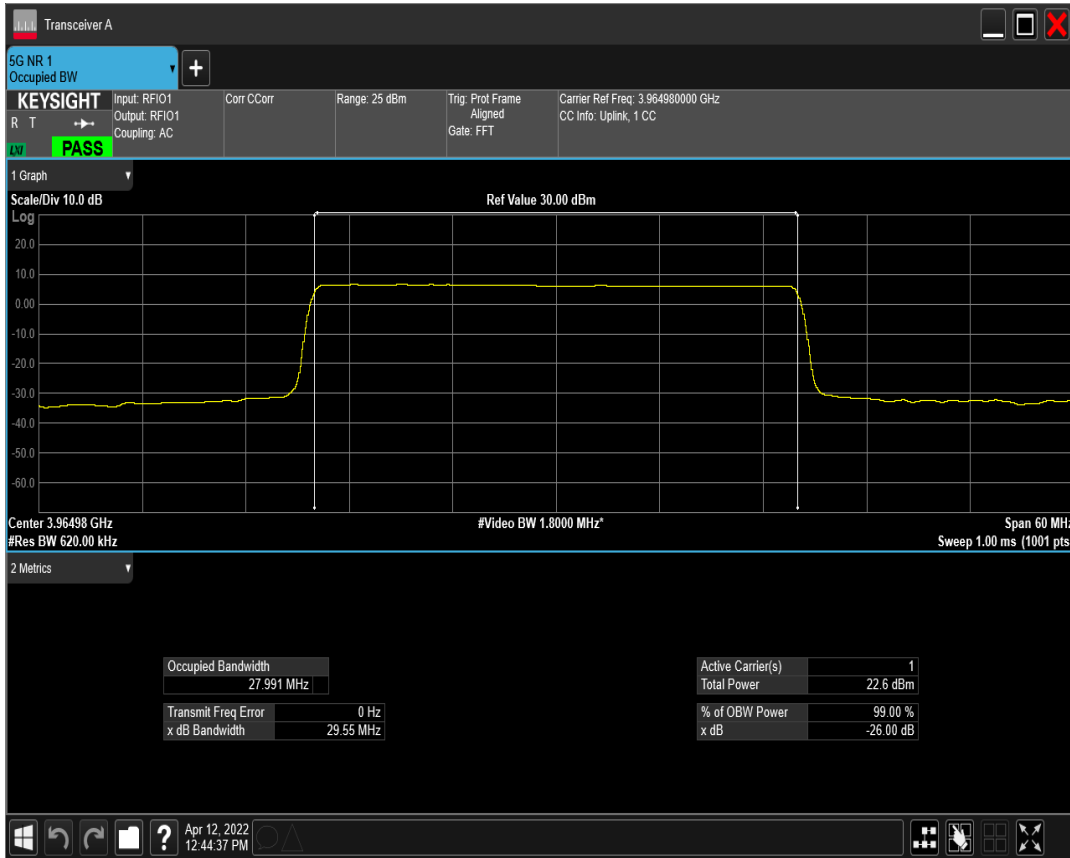 Transceiver A
5G NR 1
Occupied BW
+
KEYSIGHT
R T
LXI
PASS
Input: RFIO1
Output: RFIO1
Coupling: AC
Corr CCorr
Range: 25 dBm
Trig: Prot Frame
Aligned
Gate: FFT
Carrier Ref Freq: 3.964980000 GHz
CC Info: Uplink, 1 CC
1 Graph
Scale/Div 10.0 dB
Ref Value 30.00 dBm
Log
20.0
10.0
0.00
-10.0
-20.0
-30.0
-40.0
-50.0
-60.0
Center 3.96498 GHz
#Video BW 1.8000 MHz*
Span 60 MHz
#Res BW 620.00 kHz
Sweep 1.00 ms (1001 pts
2 Metrics
Occupied Bandwidth
27.991 MHz
Transmit Freq Error 0 Hz
x dB Bandwidth 29.55 MHz
Active Carrier(s) 1
Total Power 22.6 dBm
% of OBW Power 99.00 %
x dB -26.00 dB
?
Apr 12, 2022
12:44:37 PM